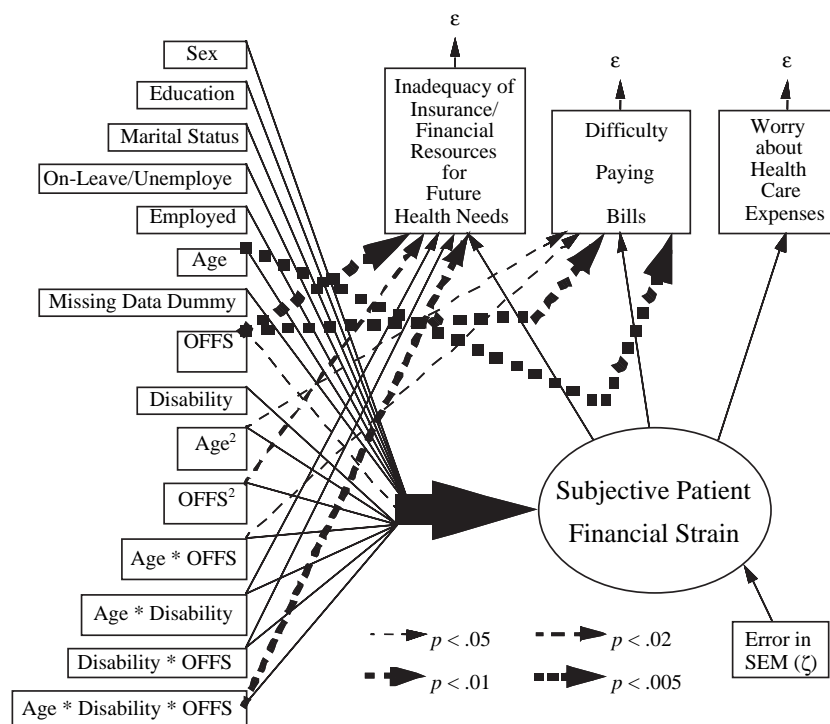 Sex
Education
Marital Status
On-Leave/Unemploye
Employed
Age
Missing Data Dummy
OFFS
Disability
Age²
OFFS²
Age * OFFS
Age * Disability
Disability * OFFS
Age * Disability * OFFS
ε
Inadequacy of
Insurance/
Financial
Resources
for
Future
Health Needs
ε
Difficulty
Paying
Bills
ε
Worry
about
Health
Care
Expenses
Subjective Patient
Financial Strain
Error in
SEM (ζ)
p < .05
p < .02
p < .01
p < .005